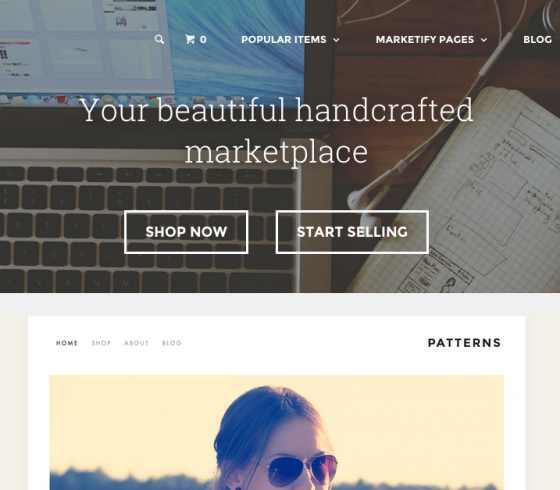 0 POPULAR ITEMS MARKETIFY PAGES BLOG
Your beautiful handcrafted
marketplace
SHOP NOW START SELLING
HOME SHOP ABOUT BLOG PATTERNS